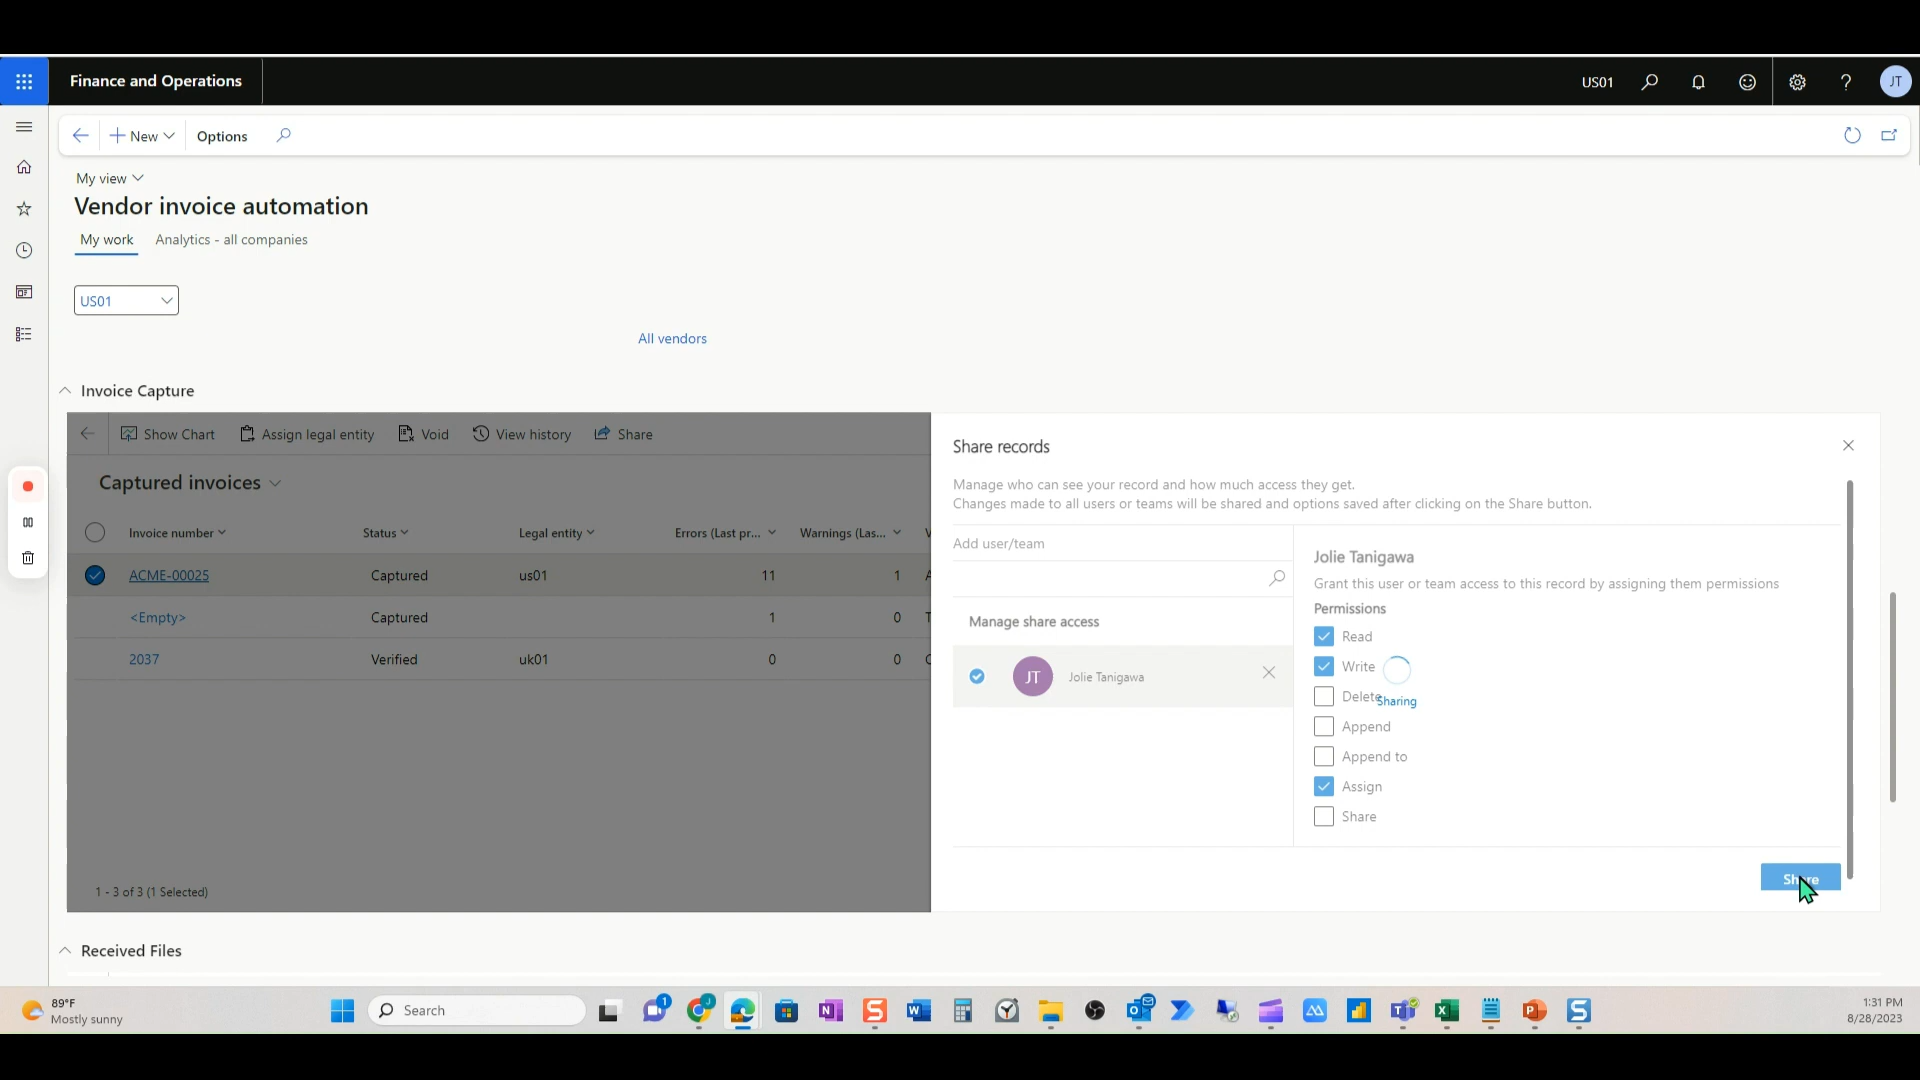 Finance and Operations
US01
JT
New
Options
My view
Vendor invoice automation
My work
Analytics - all companies
US01
All vendors
Invoice Capture
Show Chart
Assign legal entity
Void
View history
Share
Captured invoices
Invoice number
Status
Legal entity
Errors (Last pr...
Warnings (Las...
ACME-00025
Captured
us01
11
1
<Empty>
Captured
1
0
2037
Verified
uk01
0
0
1 - 3 of 3 (1 Selected)
Share records
Manage who can see your record and how much access they get.
Changes made to all users or teams will be shared and options saved after clicking on the Share button.
Add user/team
Manage share access
JT
Jolie Tanigawa
Jolie Tanigawa
Grant this user or team access to this record by assigning them permissions
Permissions
Read
Write
Delete
Sharing
Append
Append to
Assign
Share
Share
Received Files
89°F
Mostly sunny
Search
1:31 PM
8/28/2023